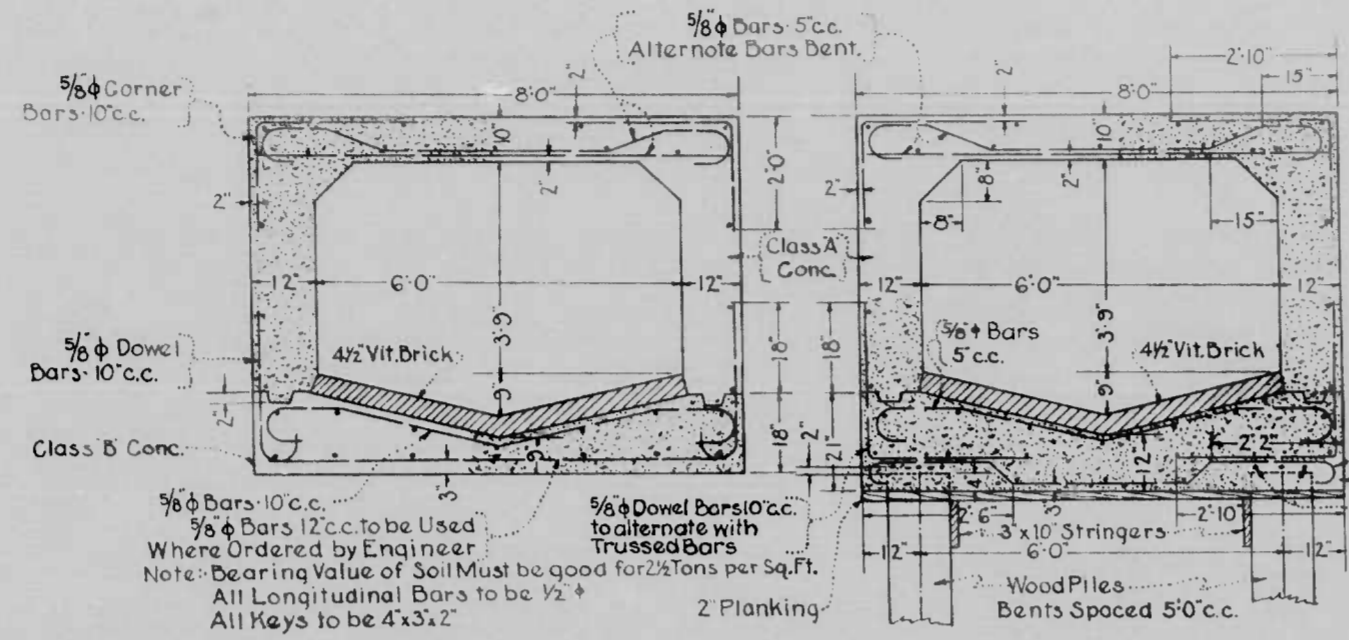 5/8"ϕ Bars·5"c.c.
Alternate Bars Bent.
5/8"ϕ Corner
Bars·10"c.c.
8'·0"
2"
10"
2"
2"
2'·0"
12"
6'·0"
12"
3'·9"
18"
5/8"ϕ Dowel
Bars·10"c.c.
4½"Vit.Brick
9"
2"
Class "B" Conc.
9"
3"
18"
5/8"ϕ Bars·10"c.c.
5/8"ϕ Bars 12"c.c. to be Used
Where Ordered by Engineer
Note:· Bearing Value of Soil Must be good for 2½ Tons per Sq.Ft.
All Longitudinal Bars to be ½"ϕ
All Keys to be 4"x3"x2"
Class "A"
Conc.
2'·10"
15"
8'·0"
2"
10"
2"
2"
8"
8"
15"
12"
6'·0"
12"
3'·9"
18"
5/8"ϕ Bars
5"c.c.
4½"Vit.Brick
9"
21"
2"
12"
2'·2"
4"
3"
2'·6"
2'·10"
5/8"ϕ Dowel Bars 10"c.c.
to alternate with
Trussed Bars
3"x10" Stringers
12"
6'·0"
12"
2" Planking
Wood Piles
Bents Spaced 5'·0"c.c.